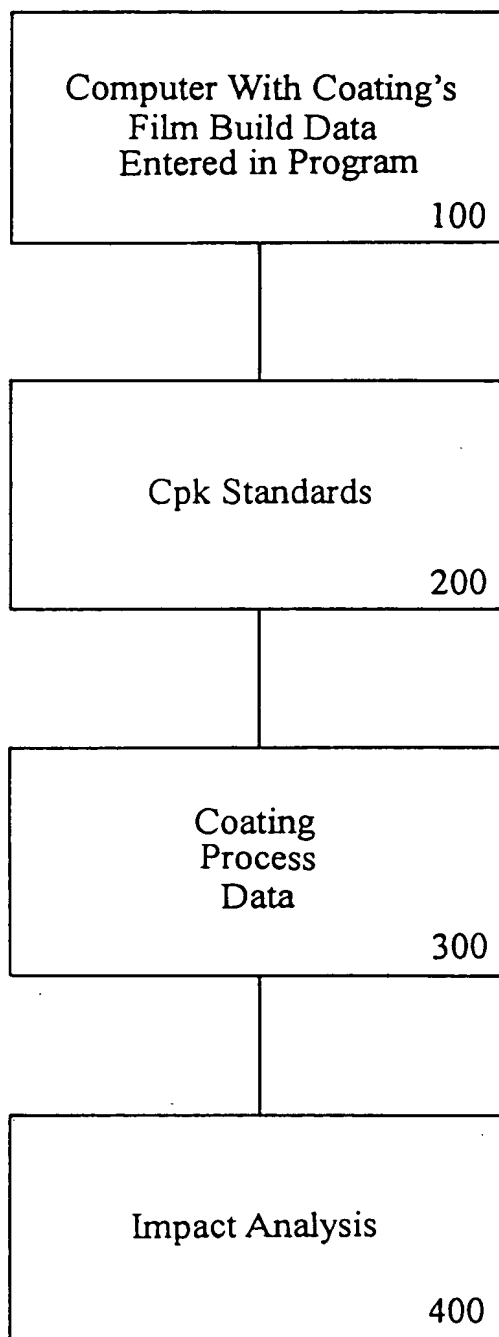 Computer With Coating's
Film Build Data
Entered in Program
100
Cpk Standards
200
Coating
Process
Data
300
Impact Analysis
400